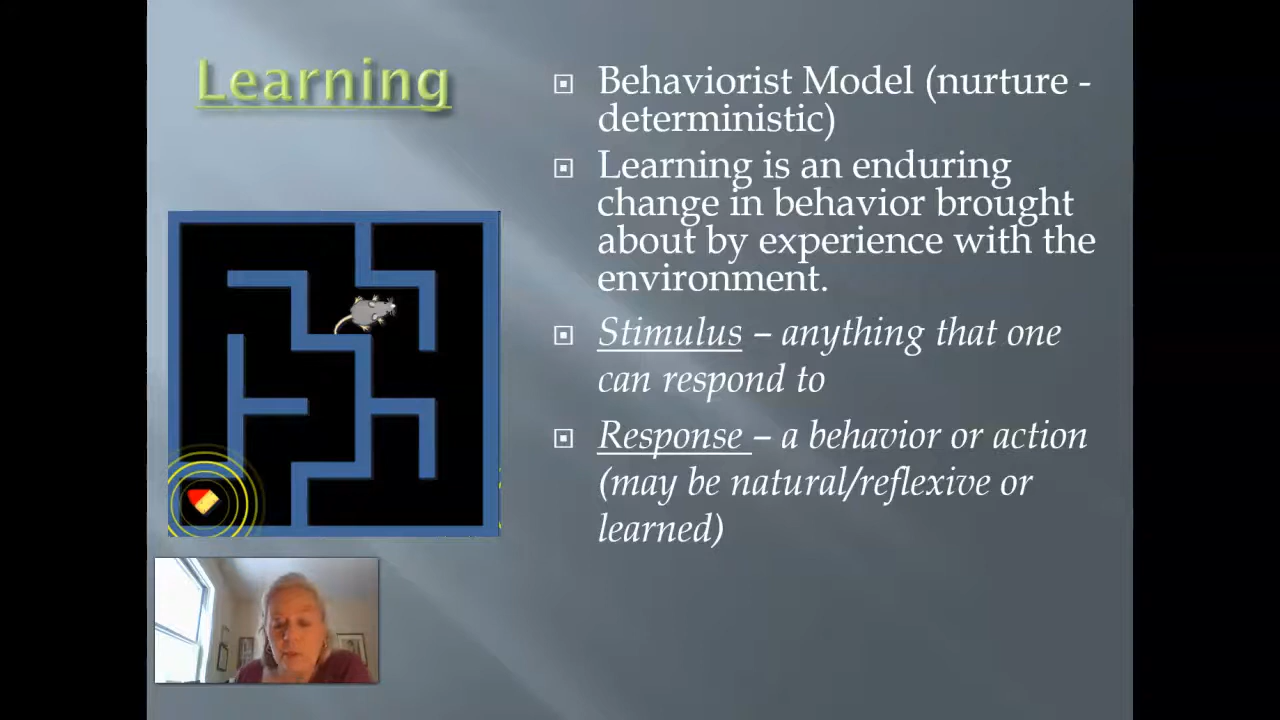 Learning
Behaviorist Model (nurture -
deterministic)
Learning is an enduring
change in behavior brought
about by experience with the
environment.
Stimulus – anything that one
can respond to
Response – a behavior or action
(may be natural/reflexive or
learned)